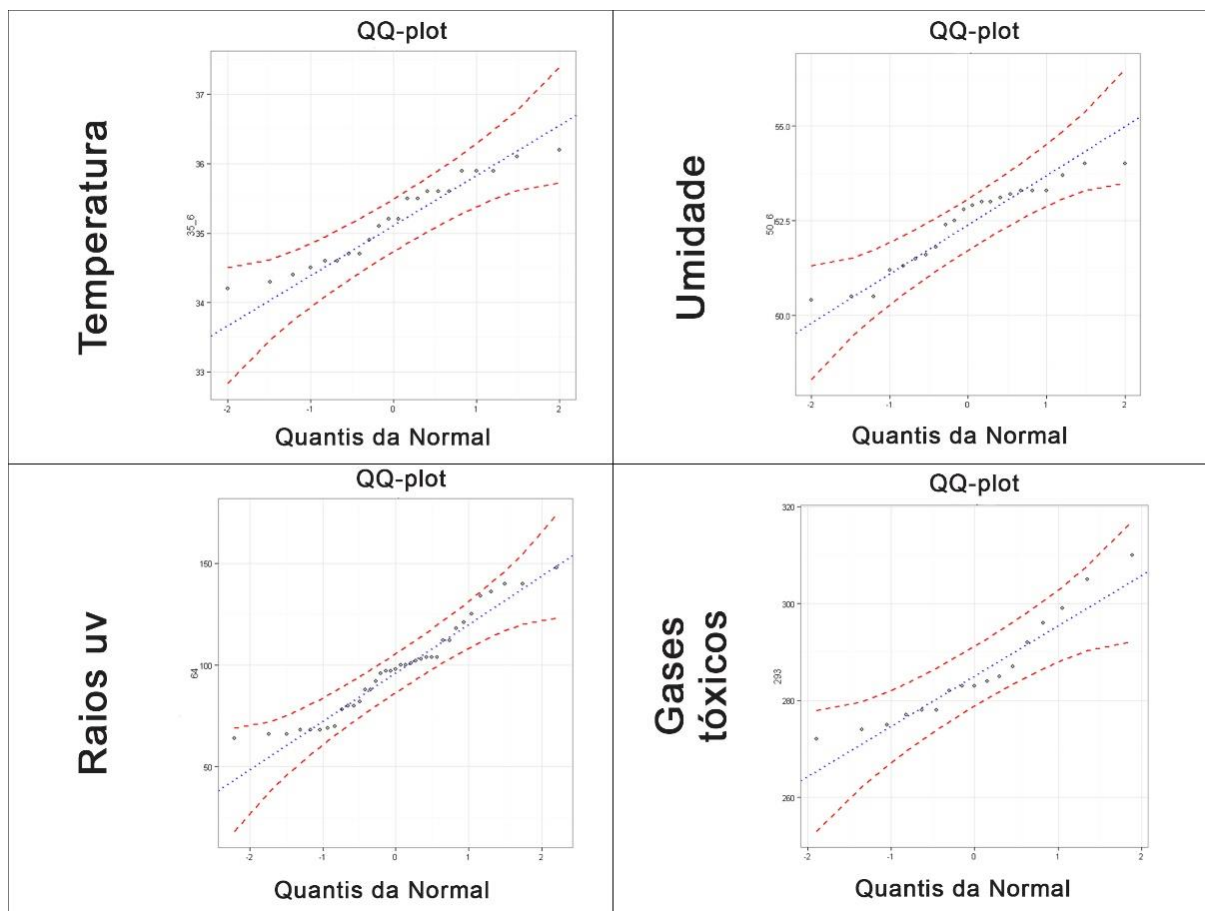 QQ-plot
Temperatura
35_6
37
36
35
34
33
-2 -1 0 1 2
Quantis da Normal
QQ-plot
Umidade
50_6
55.0
52.5
50.0
-2 -1 0 1 2
Quantis da Normal
QQ-plot
Raios uv
64
150
100
50
-2 -1 0 1 2
Quantis da Normal
QQ-plot
Gases
tóxicos
293
320
300
280
260
-2 -1 0 1 2
Quantis da Normal